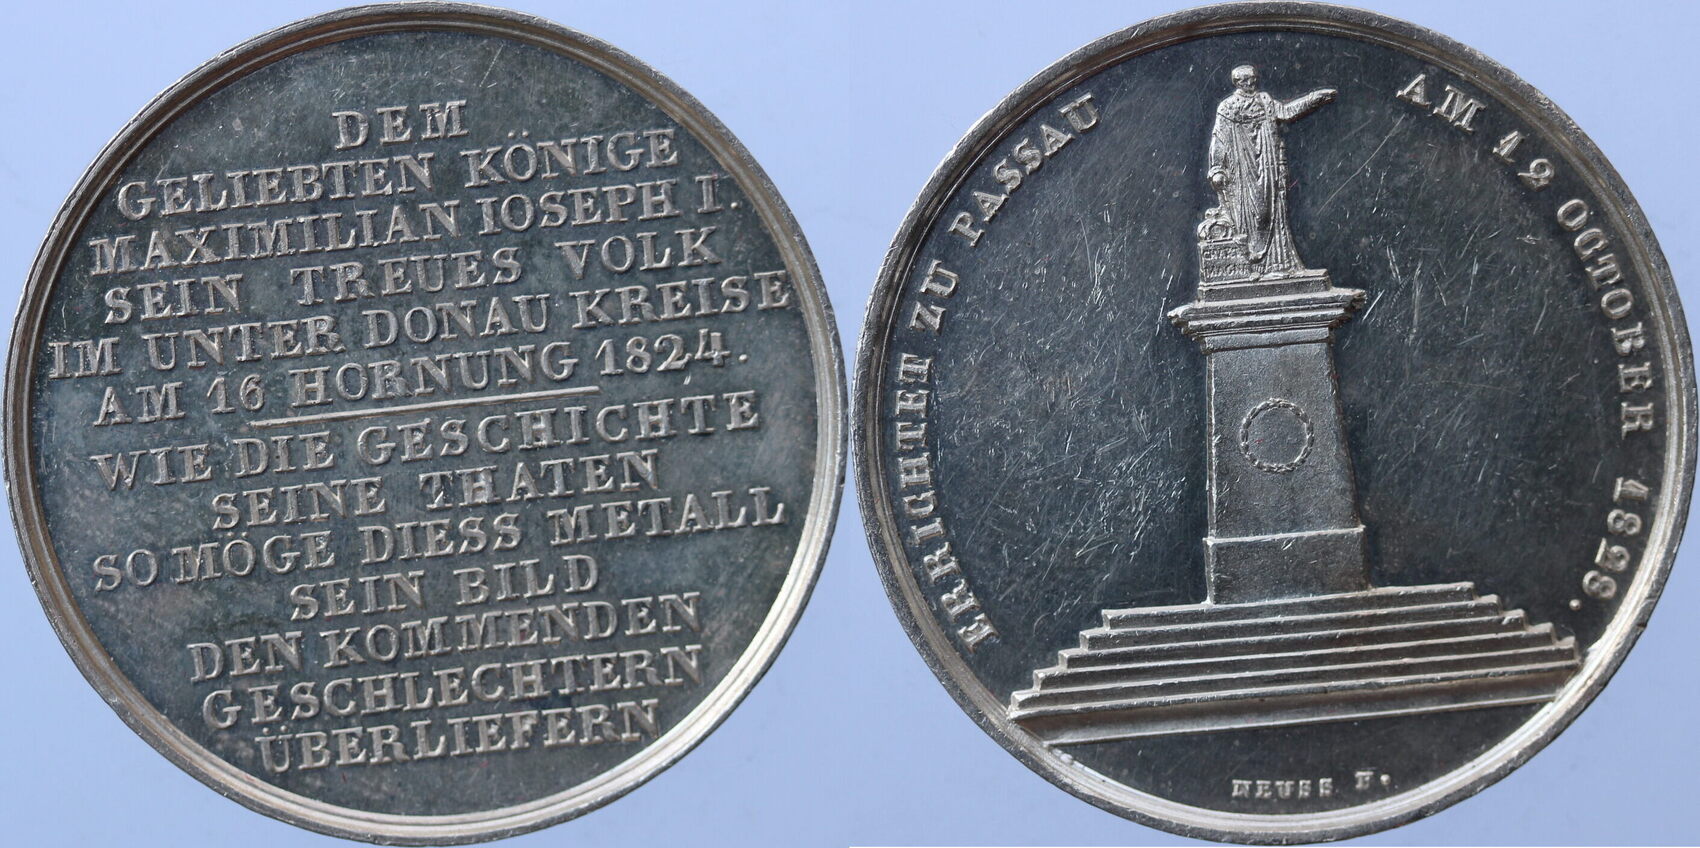 DEM
GELIEBTEN KÖNIGE
MAXIMILIAN IOSEPH I.
SEIN TREUES VOLK
IM UNTER DONAU KREISE
AM 16 HORNUNG 1824.
WIE DIE GESCHICHTE
SEINE THATEN
SO MÖGE DIESS METALL
SEIN BILD
DEN KOMMENDEN
GESCHLECHTERN
ÜBERLIEFERN
ERRICHTET ZU PASSAU AM 12 OCTOBER 1828.
NEUSS F.